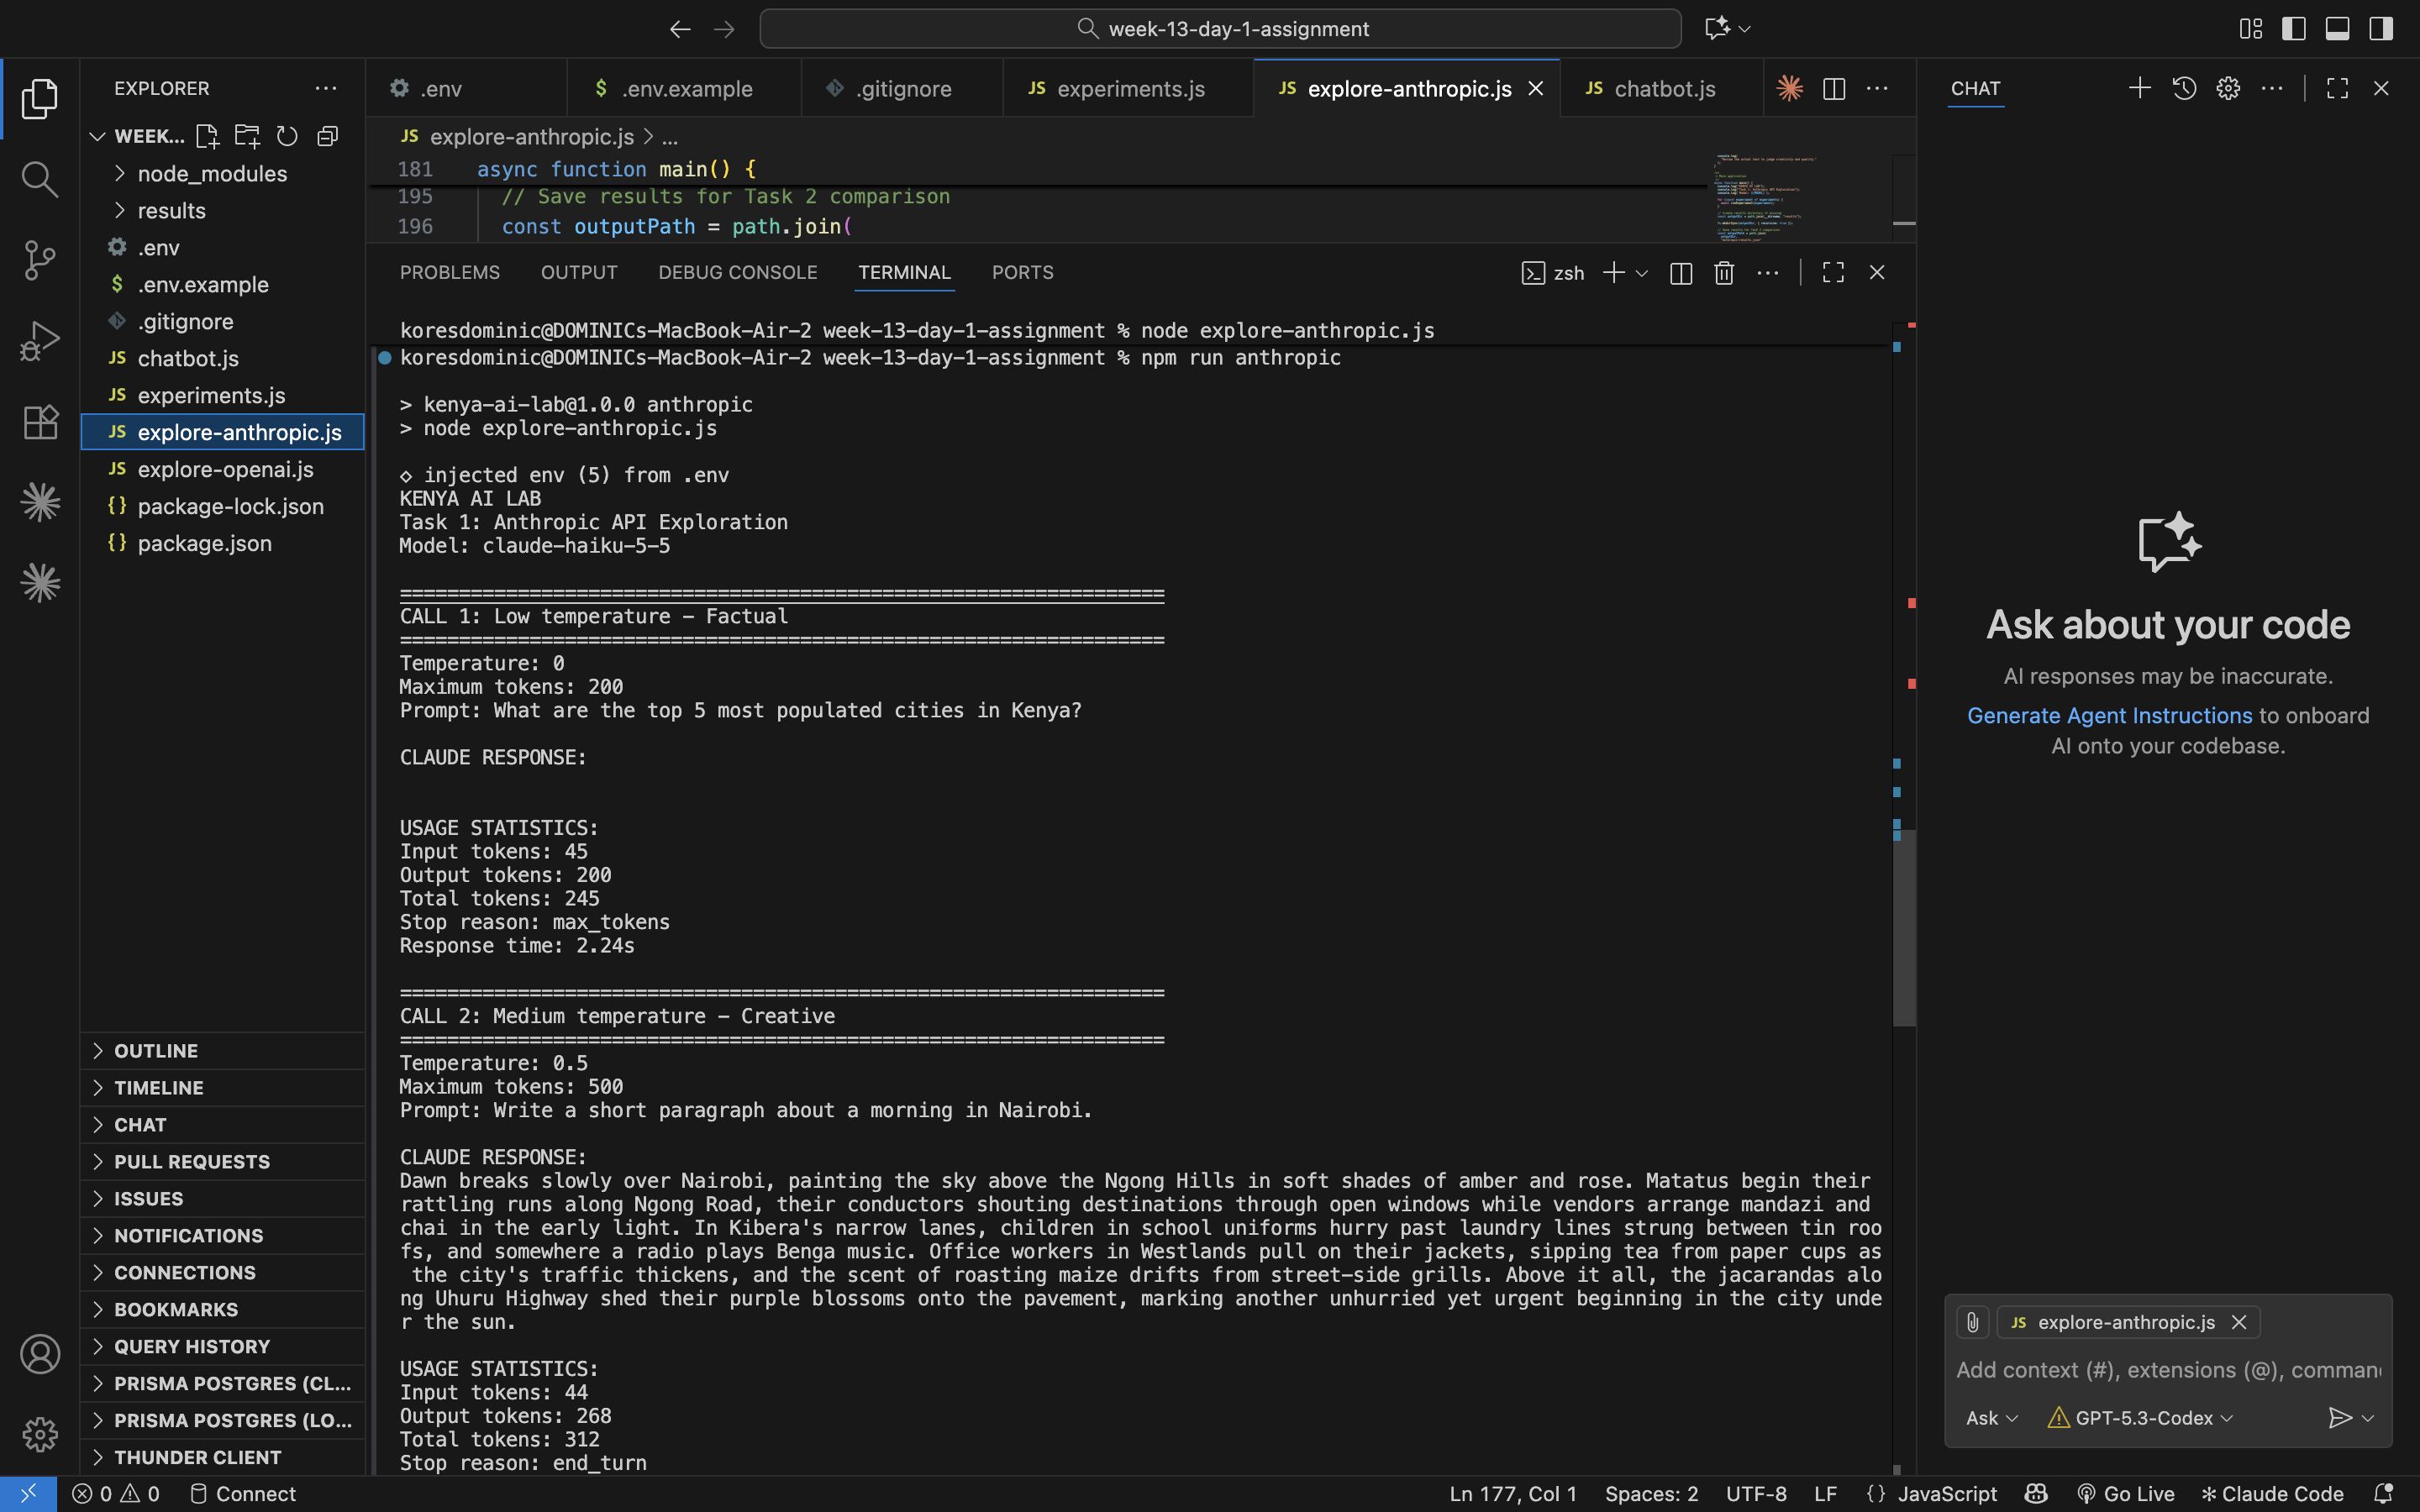 week-13-day-1-assignment
EXPLORER
WEEK...
node_modules
results
.env
$ .env.example
.gitignore
JS chatbot.js
JS experiments.js
JS explore-anthropic.js
JS explore-openai.js
{} package-lock.json
{} package.json
OUTLINE
TIMELINE
CHAT
PULL REQUESTS
ISSUES
NOTIFICATIONS
CONNECTIONS
BOOKMARKS
QUERY HISTORY
PRISMA POSTGRES (CL...
PRISMA POSTGRES (LO...
THUNDER CLIENT
.env
$ .env.example
.gitignore
JS experiments.js
JS explore-anthropic.js
JS chatbot.js
JS explore-anthropic.js > ...
181 async function main() {
195 // Save results for Task 2 comparison
196 const outputPath = path.join(
PROBLEMS OUTPUT DEBUG CONSOLE TERMINAL PORTS
zsh
koresdominic@DOMINICs-MacBook-Air-2 week-13-day-1-assignment % node explore-anthropic.js
koresdominic@DOMINICs-MacBook-Air-2 week-13-day-1-assignment % npm run anthropic
> kenya-ai-lab@1.0.0 anthropic
> node explore-anthropic.js
◇ injected env (5) from .env
KENYA AI LAB
Task 1: Anthropic API Exploration
Model: claude-haiku-5-5
=================================================================
CALL 1: Low temperature – Factual
=================================================================
Temperature: 0
Maximum tokens: 200
Prompt: What are the top 5 most populated cities in Kenya?
CLAUDE RESPONSE:
USAGE STATISTICS:
Input tokens: 45
Output tokens: 200
Total tokens: 245
Stop reason: max_tokens
Response time: 2.24s
=================================================================
CALL 2: Medium temperature – Creative
=================================================================
Temperature: 0.5
Maximum tokens: 500
Prompt: Write a short paragraph about a morning in Nairobi.
CLAUDE RESPONSE:
Dawn breaks slowly over Nairobi, painting the sky above the Ngong Hills in soft shades of amber and rose. Matatus begin their
rattling runs along Ngong Road, their conductors shouting destinations through open windows while vendors arrange mandazi and
chai in the early light. In Kibera's narrow lanes, children in school uniforms hurry past laundry lines strung between tin roo
fs, and somewhere a radio plays Benga music. Office workers in Westlands pull on their jackets, sipping tea from paper cups as
the city's traffic thickens, and the scent of roasting maize drifts from street-side grills. Above it all, the jacarandas alo
ng Uhuru Highway shed their purple blossoms onto the pavement, marking another unhurried yet urgent beginning in the city unde
r the sun.
USAGE STATISTICS:
Input tokens: 44
Output tokens: 268
Total tokens: 312
Stop reason: end_turn
CHAT
Ask about your code
AI responses may be inaccurate.
Generate Agent Instructions to onboard
AI onto your codebase.
JS explore-anthropic.js
Add context (#), extensions (@), comman
Ask
GPT-5.3-Codex
0 0 Connect
Ln 177, Col 1 Spaces: 2 UTF-8 LF {} JavaScript Go Live Claude Code